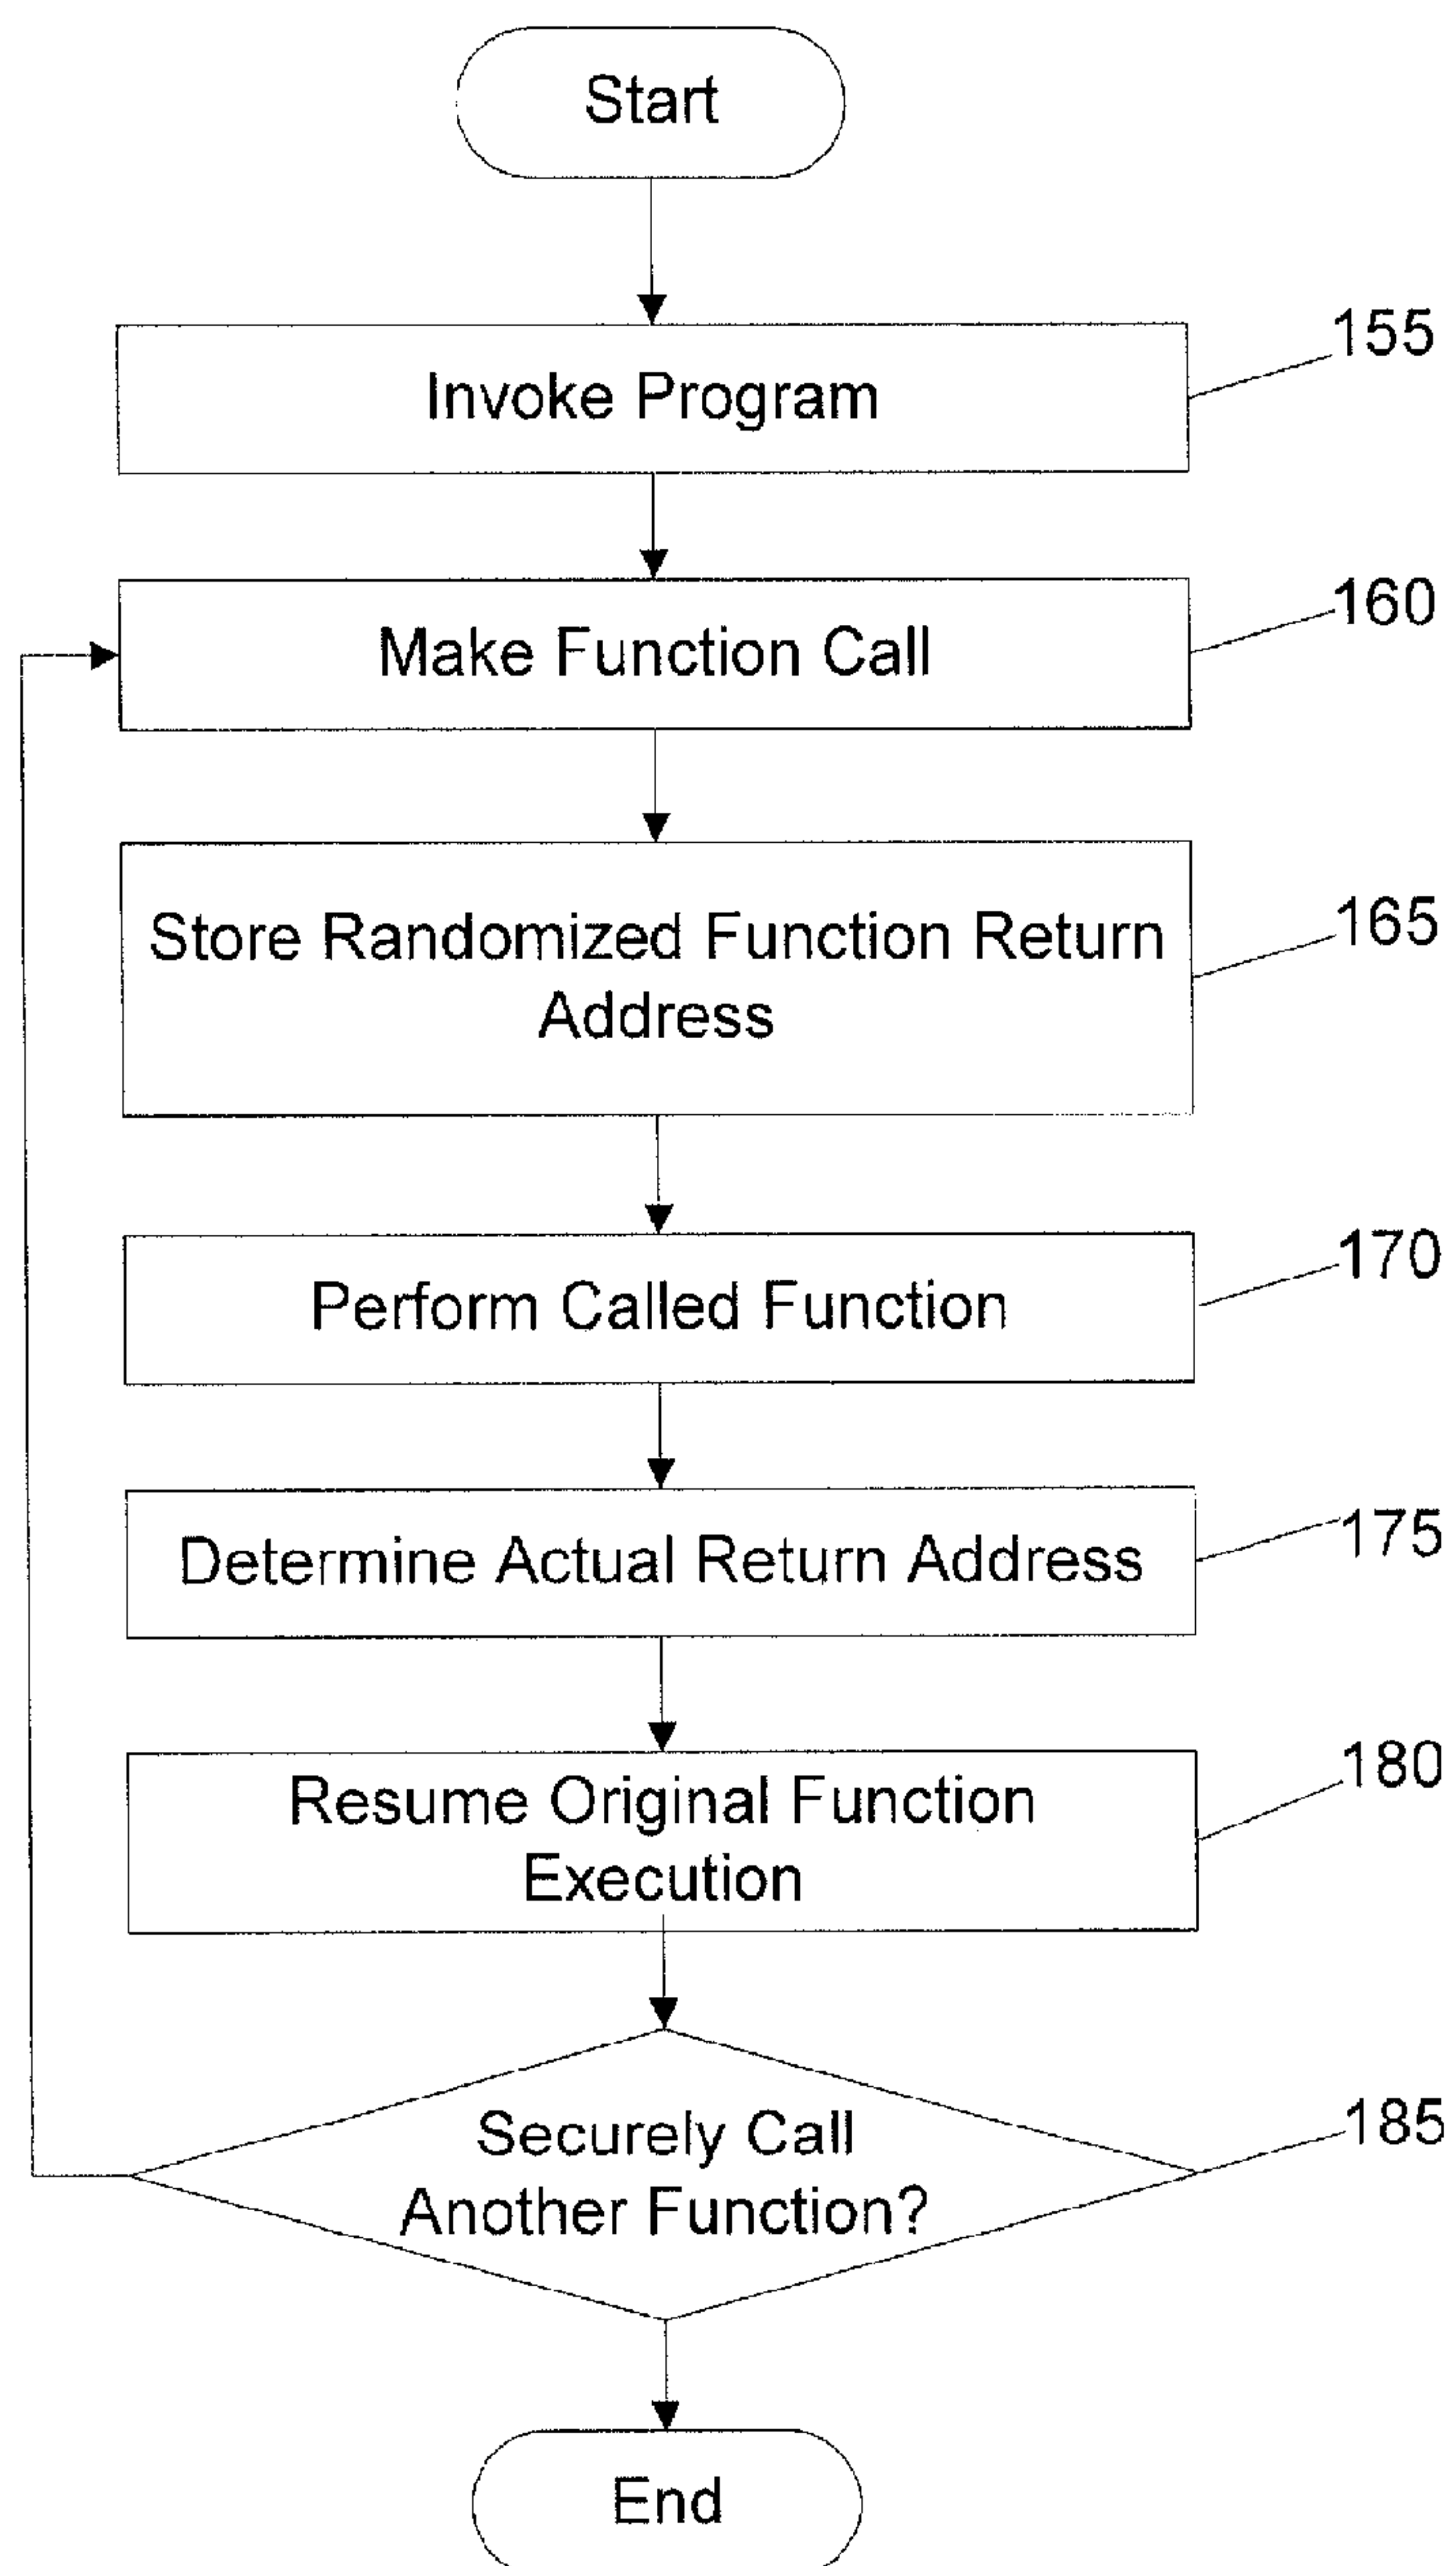 Start
Invoke Program
155
Make Function Call
160
Store Randomized Function Return
Address
165
Perform Called Function
170
Determine Actual Return Address
175
Resume Original Function
Execution
180
Securely Call
Another Function?
185
End